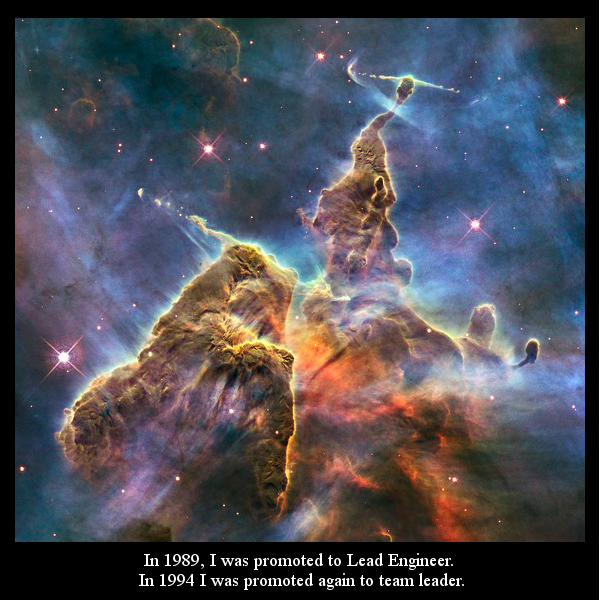 In 1989, I was promoted to Lead Engineer.
In 1994 I was promoted again to team leader.